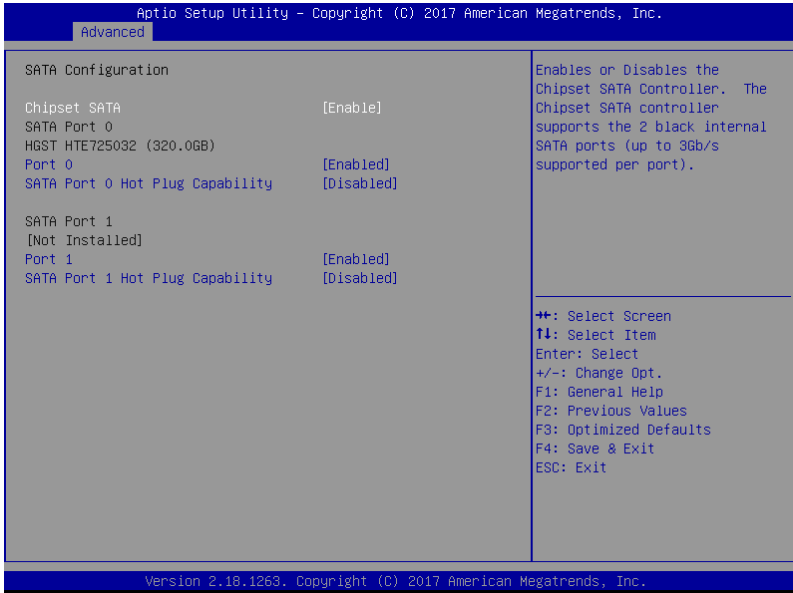 Aptio Setup Utility – Copyright (C) 2017 American Megatrends, Inc.
Advanced
SATA Configuration
Chipset SATA [Enable]
SATA Port 0
HGST HTE725032 (320.0GB)
Port 0 [Enabled]
SATA Port 0 Hot Plug Capability [Disabled]
SATA Port 1
[Not Installed]
Port 1 [Enabled]
SATA Port 1 Hot Plug Capability [Disabled]
Enables or Disables the
Chipset SATA Controller. The
Chipset SATA controller
supports the 2 black internal
SATA ports (up to 3Gb/s
supported per port).
→←: Select Screen
↑↓: Select Item
Enter: Select
+/-: Change Opt.
F1: General Help
F2: Previous Values
F3: Optimized Defaults
F4: Save & Exit
ESC: Exit
Version 2.18.1263. Copyright (C) 2017 American Megatrends, Inc.